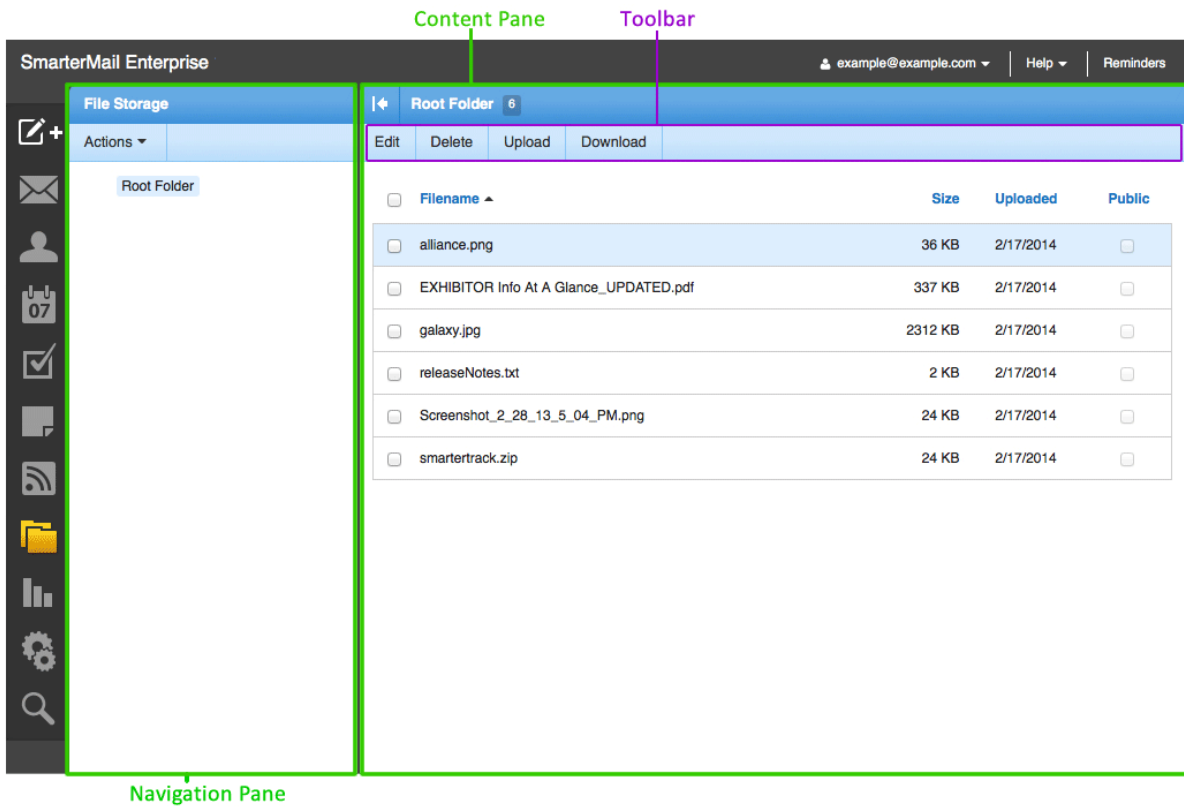 Content Pane Toolbar
SmarterMail Enterprise example@example.com Help Reminders
File Storage Root Folder 6
Actions Edit Delete Upload Download
Root Folder
Filename Size Uploaded Public
alliance.png 36 KB 2/17/2014
EXHIBITOR Info At A Glance_UPDATED.pdf 337 KB 2/17/2014
07
galaxy.jpg 2312 KB 2/17/2014
releaseNotes.txt 2 KB 2/17/2014
Screenshot_2_28_13_5_04_PM.png 24 KB 2/17/2014
smartertrack.zip 24 KB 2/17/2014
Navigation Pane